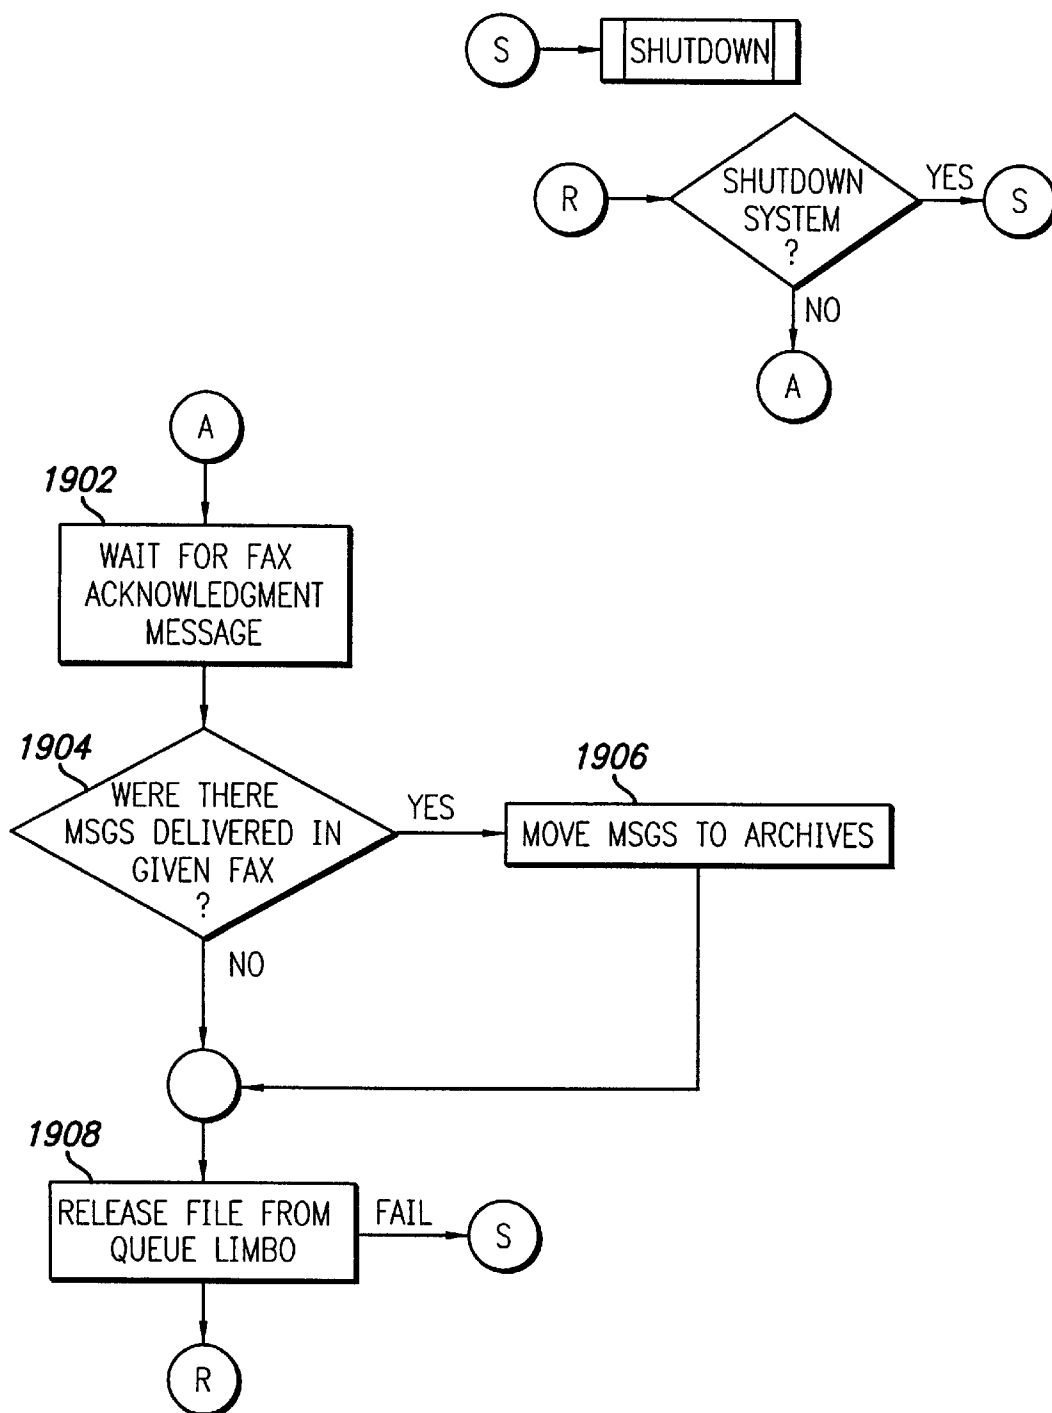 S
SHUTDOWN
R
SHUTDOWN
SYSTEM
?
YES
S
NO
A
A
1902
WAIT FOR FAX
ACKNOWLEDGMENT
MESSAGE
1904
WERE THERE
MSGS DELIVERED IN
GIVEN FAX
?
YES
1906
MOVE MSGS TO ARCHIVES
NO
1908
RELEASE FILE FROM
QUEUE LIMBO
FAIL
S
R